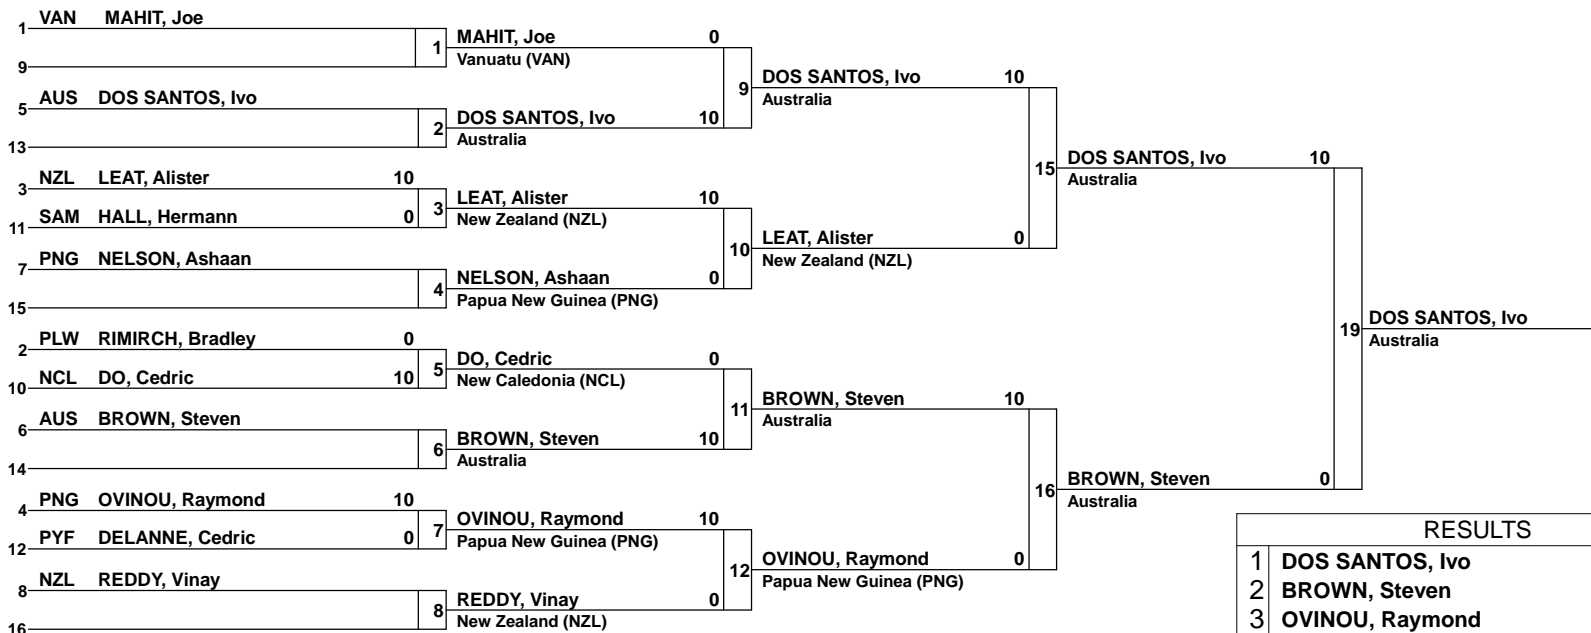 VAN MAHIT, Joe
1
1 MAHIT, Joe 0
Vanuatu (VAN)
9
9 DOS SANTOS, Ivo 10
Australia
AUS DOS SANTOS, Ivo
5
2 DOS SANTOS, Ivo 10
Australia
13
15 DOS SANTOS, Ivo 10
Australia
NZL LEAT, Alister 10
3
3 LEAT, Alister 10
New Zealand (NZL)
SAM HALL, Hermann 0
11
10 LEAT, Alister 0
New Zealand (NZL)
PNG NELSON, Ashaan
7
4 NELSON, Ashaan 0
Papua New Guinea (PNG)
15
19 DOS SANTOS, Ivo
Australia
PLW RIMIRCH, Bradley 0
2
5 DO, Cedric 0
New Caledonia (NCL)
NCL DO, Cedric 10
10
11 BROWN, Steven 10
Australia
AUS BROWN, Steven
6
6 BROWN, Steven 10
Australia
14
16 BROWN, Steven 0
Australia
PNG OVINOU, Raymond 10
4
7 OVINOU, Raymond 10
Papua New Guinea (PNG)
PYF DELANNE, Cedric 0
12
12 OVINOU, Raymond 0
Papua New Guinea (PNG)
NZL REDDY, Vinay
8
8 REDDY, Vinay 0
New Zealand (NZL)
16
RESULTS
1 DOS SANTOS, Ivo
2 BROWN, Steven
3 OVINOU, Raymond